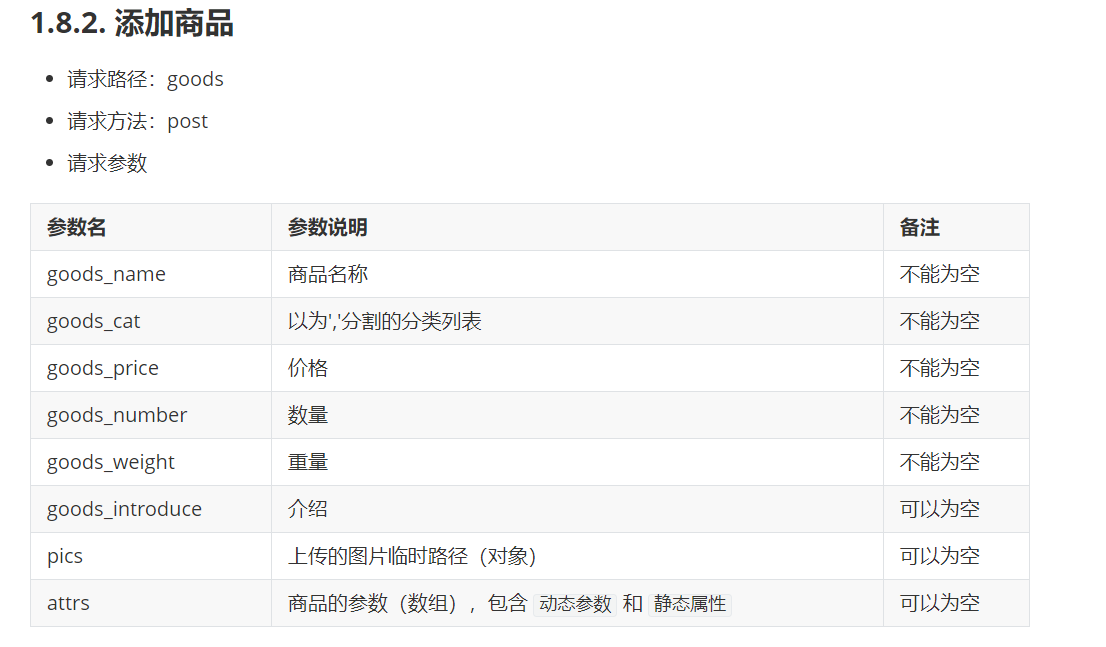 1.8.2. 添加商品
请求路径：goods
请求方法：post
请求参数
参数名 参数说明 备注
goods_name 商品名称 不能为空
goods_cat 以为','分割的分类列表 不能为空
goods_price 价格 不能为空
goods_number 数量 不能为空
goods_weight 重量 不能为空
goods_introduce 介绍 可以为空
pics 上传的图片临时路径（对象） 可以为空
attrs 商品的参数（数组），包含 动态参数 和 静态属性 可以为空